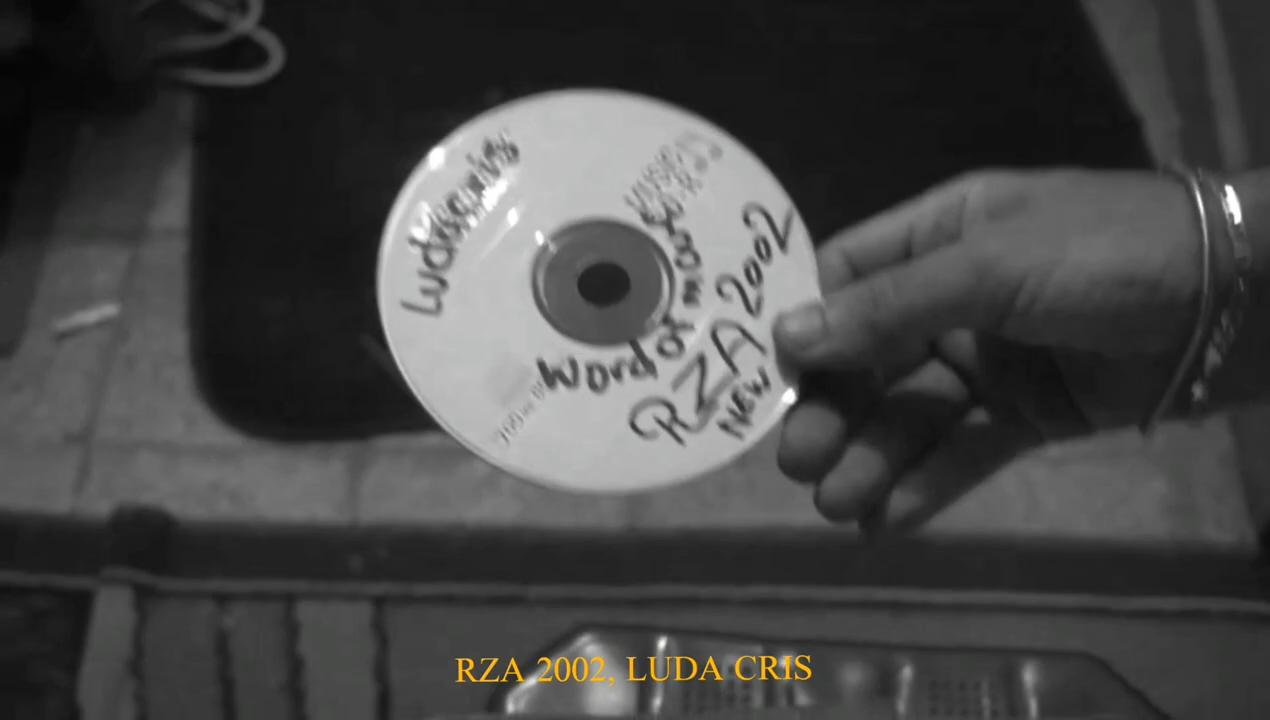 Ludacris
Word of mouf
RZA 2002
NEW
RZA 2002, LUDA CRIS